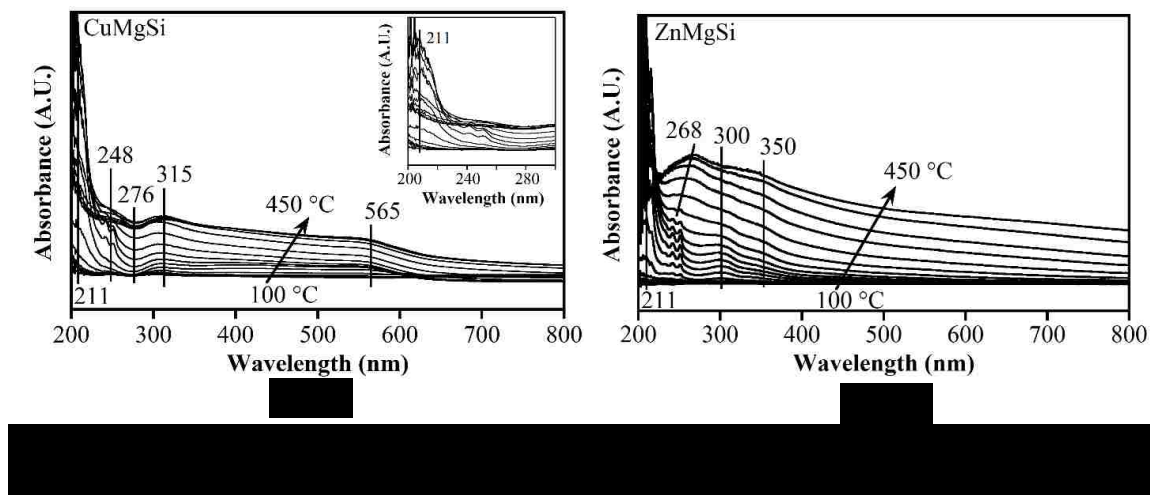 CuMgSi
Absorbance (A.U.)
248
276
315
450 °C
565
211
100 °C
200 300 400 500 600 700 800
Wavelength (nm)
Absorbance (A.U.)
211
200 240 280 300
Wavelength (nm)
ZnMgSi
Absorbance (A.U.)
268
300
350
450 °C
211
100 °C
200 300 400 500 600 700 800
Wavelength (nm)